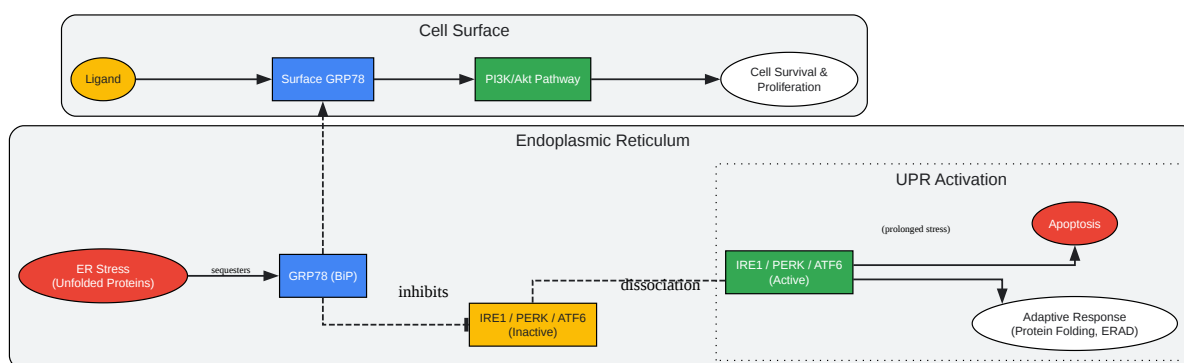 Cell Surface
Ligand
Surface GRP78
PI3K/Akt Pathway
Cell Survival &
Proliferation
Endoplasmic Reticulum
UPR Activation
(prolonged stress)
Apoptosis
ER Stress
(Unfolded Proteins)
sequesters
GRP78 (BiP)
inhibits
IRE1 / PERK / ATF6
(Inactive)
dissociation
IRE1 / PERK / ATF6
(Active)
Adaptive Response
(Protein Folding, ERAD)